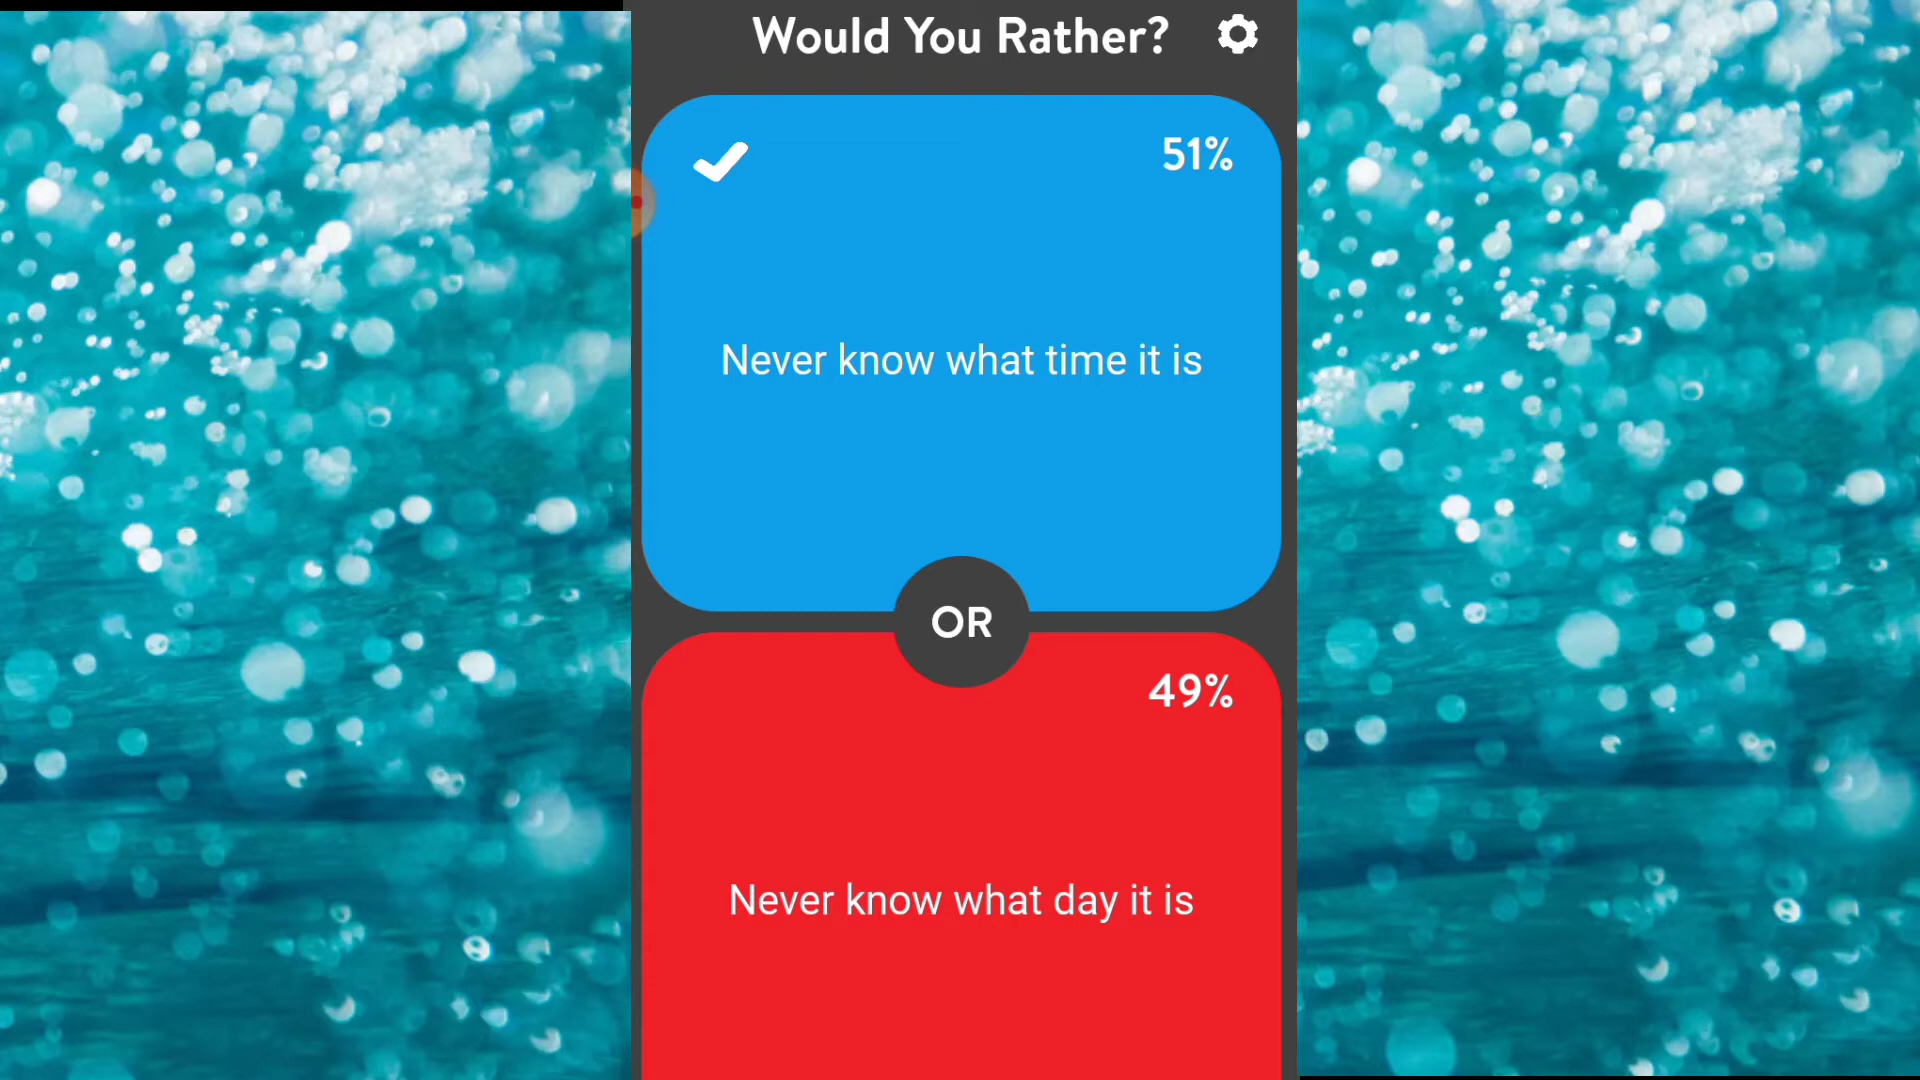 Would You Rather?
51%
Never know what time it is
OR
49%
Never know what day it is